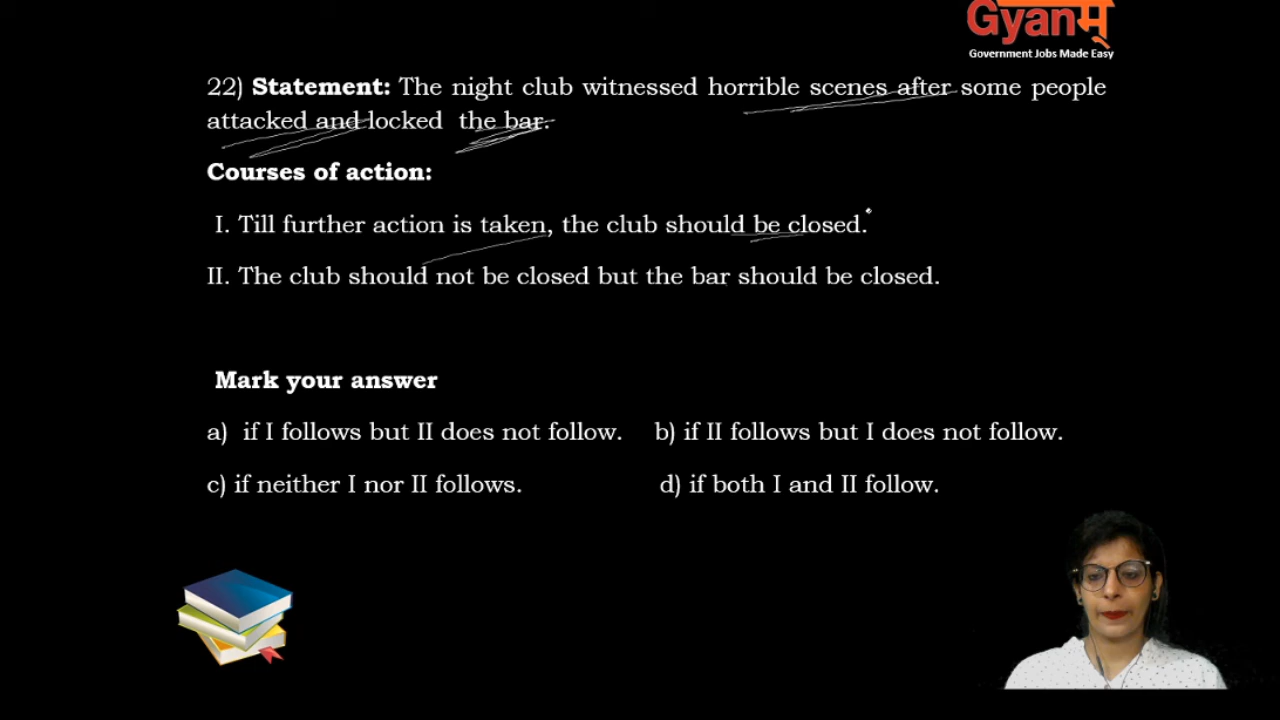 Gyanम्
Government Jobs Made Easy
22) Statement: The night club witnessed horrible scenes after some people
attacked and locked the bar.
Courses of action:
I. Till further action is taken, the club should be closed.
II. The club should not be closed but the bar should be closed.
Mark your answer
a) if I follows but II does not follow. b) if II follows but I does not follow.
c) if neither I nor II follows. d) if both I and II follow.